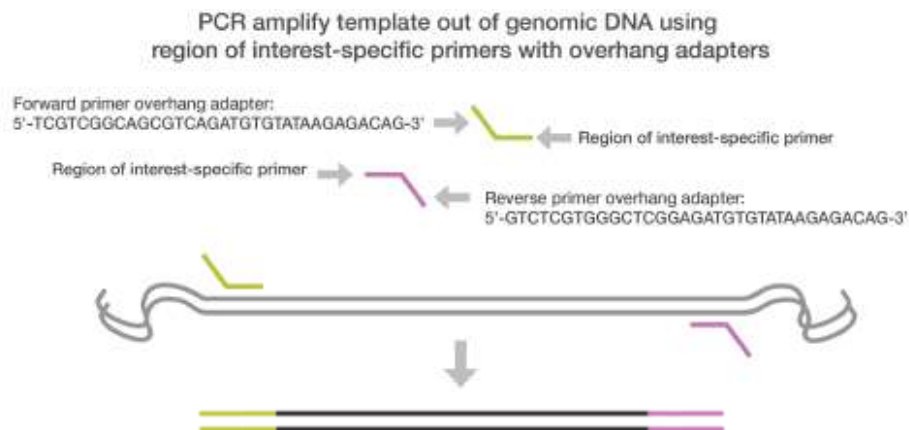 PCR amplify template out of genomic DNA using
region of interest-specific primers with overhang adapters
Forward primer overhang adapter:
5'-TCGTCGGCAGCGTCAGATGTGTATAAGAGACAG-3'
Region of interest-specific primer
Region of interest-specific primer
Reverse primer overhang adapter:
5'-GTCTCGTGGGCTCGGAGATGTGTATAAGAGACAG-3'